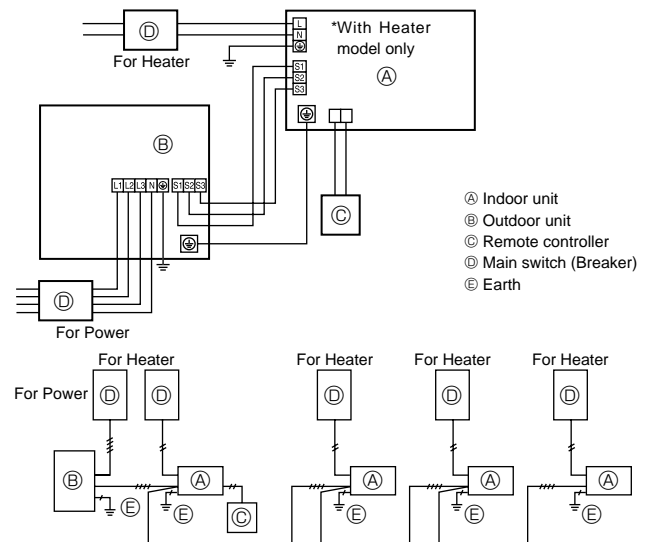 Ⓓ
For Heater
L
N
*With Heater
model only
Ⓐ
S1
S2
S3
Ⓑ
L1 L2 L3 N S1 S2 S3
Ⓒ
Ⓐ Indoor unit
Ⓑ Outdoor unit
Ⓒ Remote controller
Ⓓ Main switch (Breaker)
Ⓔ Earth
Ⓓ
For Power
For Heater For Heater For Heater For Heater
For Power Ⓓ Ⓓ Ⓓ Ⓓ Ⓓ
Ⓑ Ⓐ Ⓐ Ⓐ Ⓐ
Ⓔ Ⓔ Ⓒ Ⓔ Ⓔ Ⓔ